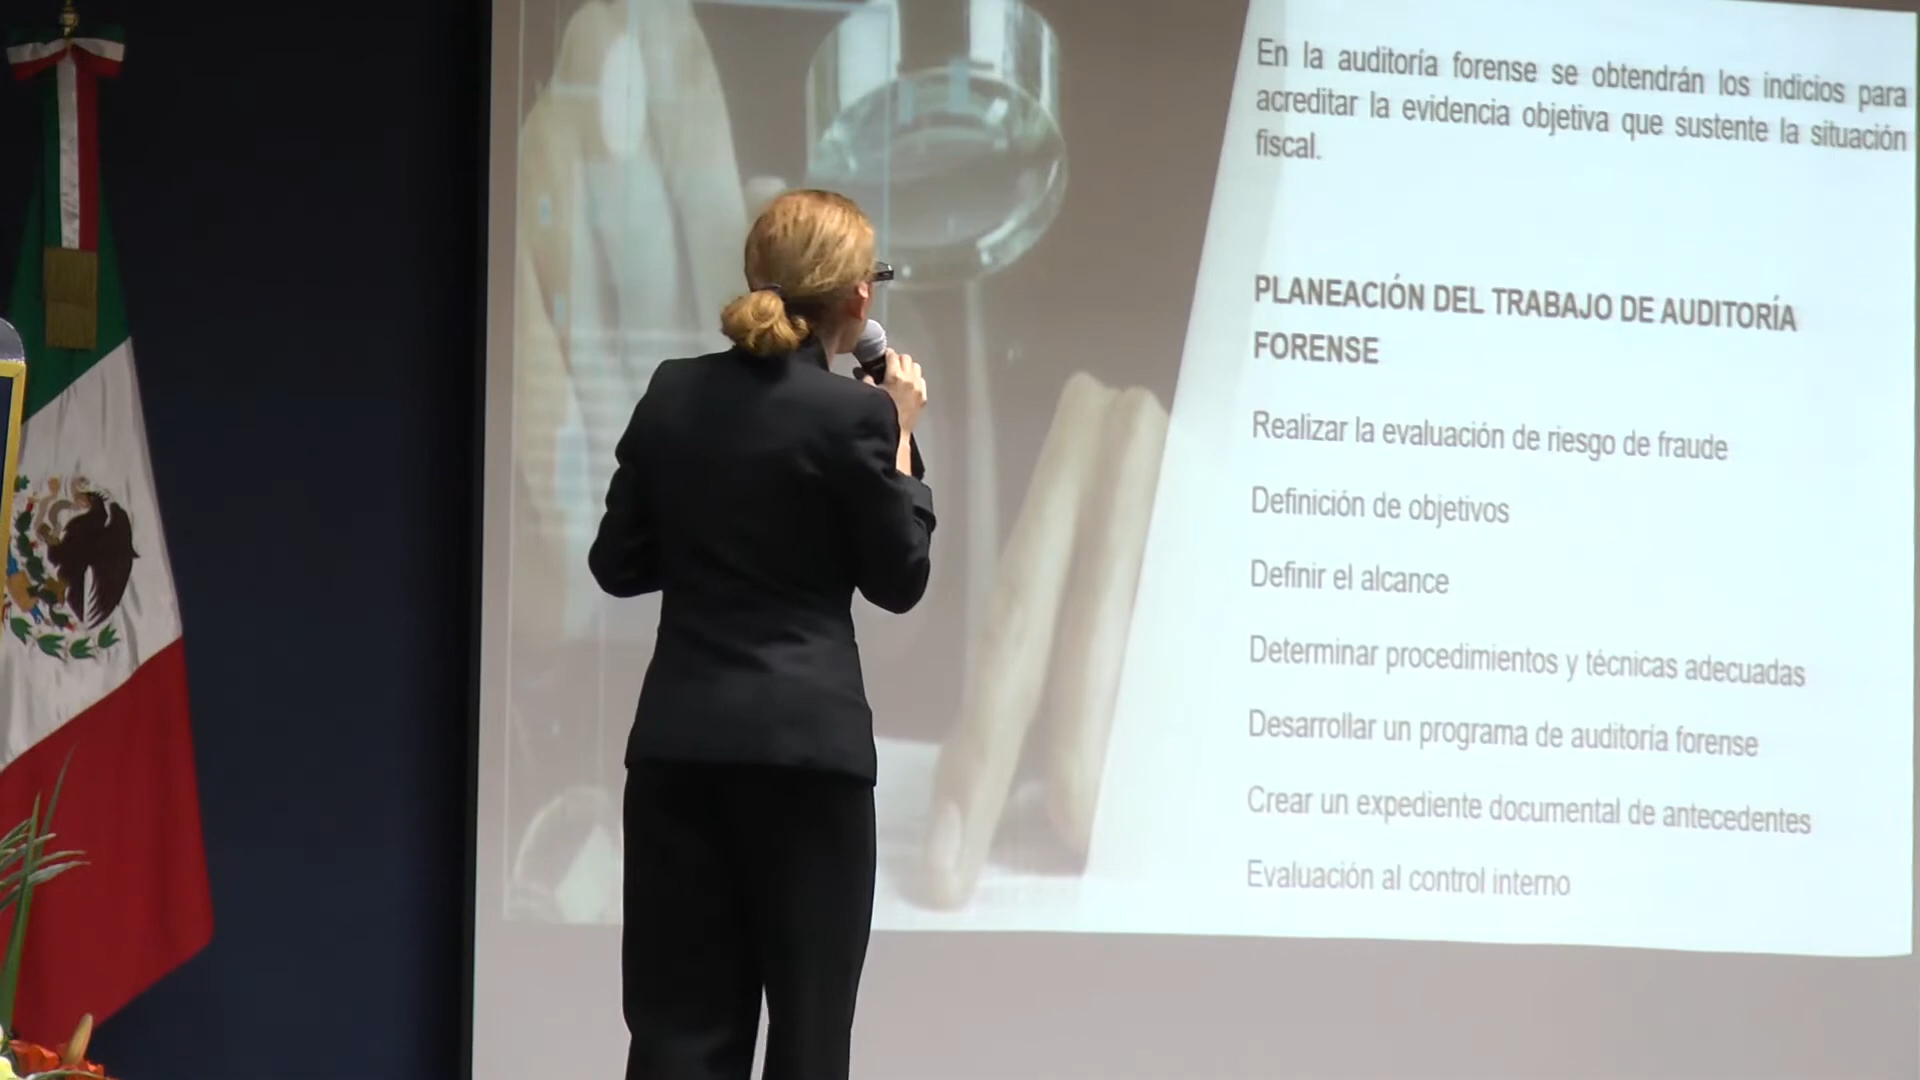 En la auditoría forense se obtendrán los indicios para
acreditar la evidencia objetiva que sustente la situación
fiscal.
PLANEACIÓN DEL TRABAJO DE AUDITORÍA
FORENSE
Realizar la evaluación de riesgo de fraude
Definición de objetivos
Definir el alcance
Determinar procedimientos y técnicas adecuadas
Desarrollar un programa de auditoría forense
Crear un expediente documental de antecedentes
Evaluación al control interno